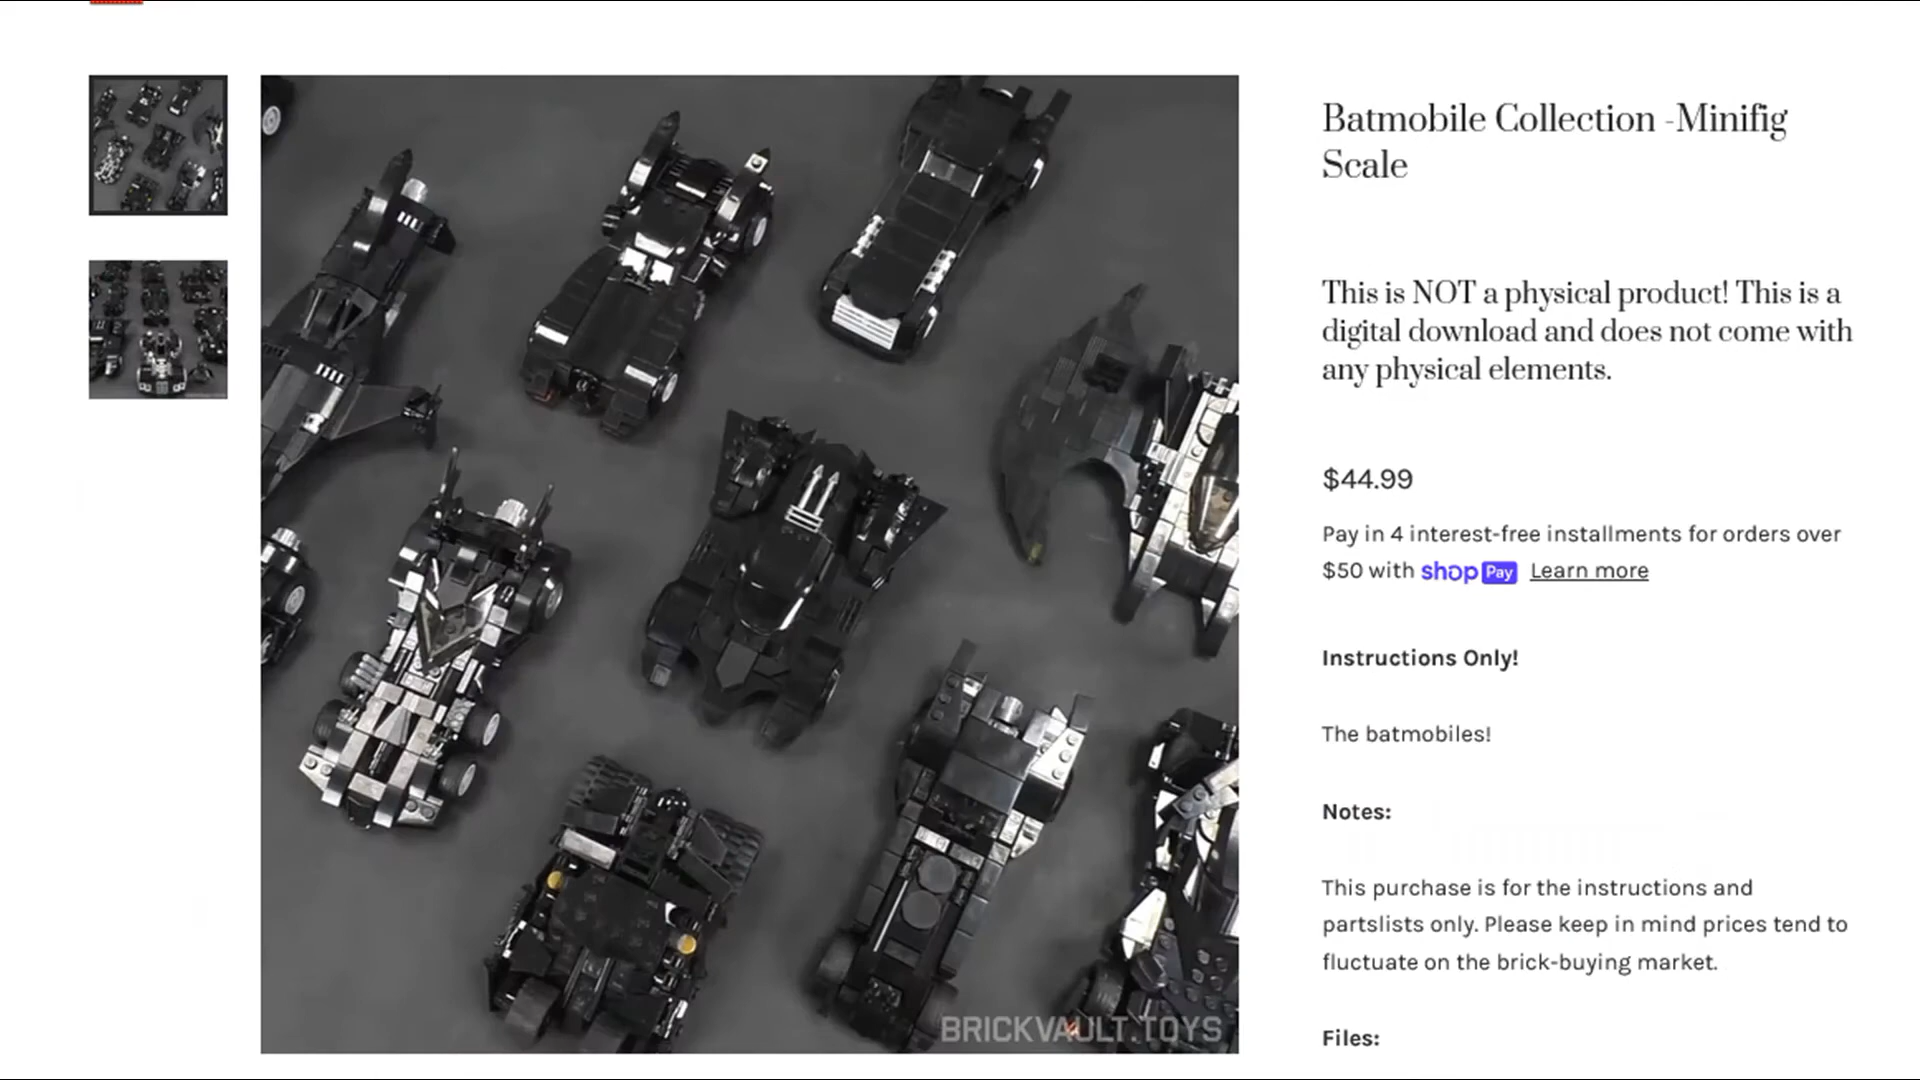 Batmobile Collection -Minifig
Scale
This is NOT a physical product! This is a
digital download and does not come with
any physical elements.
$44.99
Pay in 4 interest-free installments for orders over
$50 with shop Pay Learn more
Instructions Only!
The batmobiles!
Notes:
This purchase is for the instructions and
partslists only. Please keep in mind prices tend to
fluctuate on the brick-buying market.
Files:
BRICKVAULT.TOYS